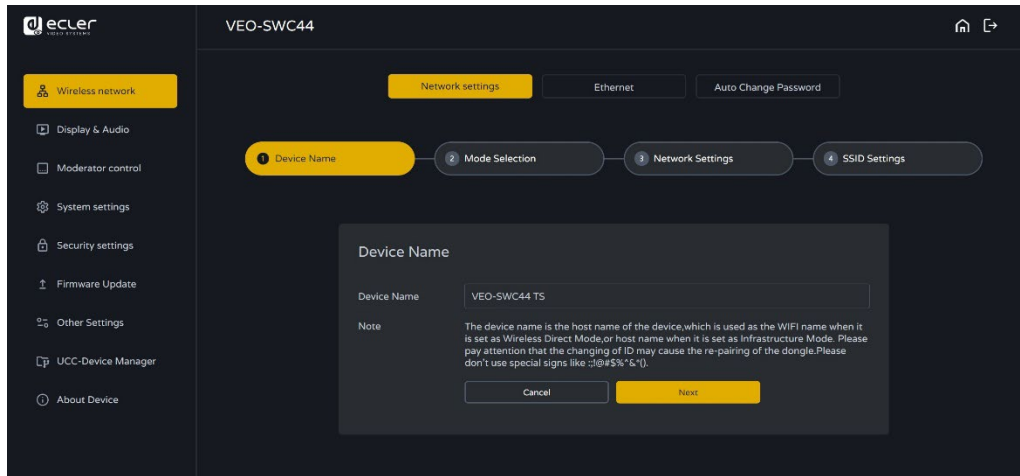 ecler
VIDEO SYSTEMS
VEO-SWC44
Wireless network
Display & Audio
Moderator control
System settings
Security settings
Firmware Update
Other Settings
UCC-Device Manager
About Device
Network settings
Ethernet
Auto Change Password
1 Device Name
2 Mode Selection
3 Network Settings
4 SSID Settings
Device Name
Device Name
VEO-SWC44 TS
Note
The device name is the host name of the device,which is used as the WIFI name when it
is set as Wireless Direct Mode,or host name when it is set as Infrastructure Mode. Please
pay attention that the changing of ID may cause the re-pairing of the dongle.Please
don't use special signs like :;!@#$%^&*().
Cancel
Next